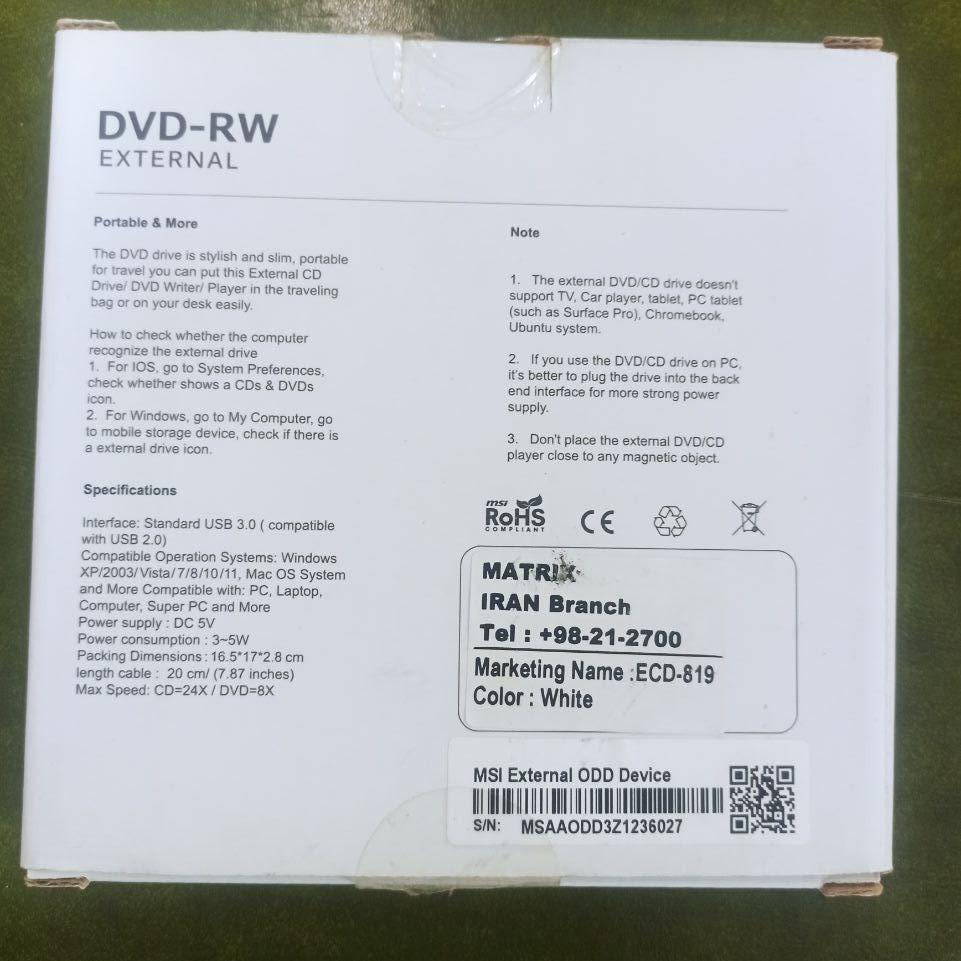 DVD-RW
EXTERNAL
Portable & More
The DVD drive is stylish and slim, portable
for travel you can put this External CD
Drive/ DVD Writer/ Player in the traveling
bag or on your desk easily.
How to check whether the computer
recognize the external drive
1. For IOS, go to System Preferences,
check whether shows a CDs & DVDs
icon.
2. For Windows, go to My Computer, go
to mobile storage device, check if there is
a external drive icon.
Specifications
Interface: Standard USB 3.0 ( compatible
with USB 2.0)
Compatible Operation Systems: Windows
XP/2003/Vista/7/8/10/11, Mac OS System
and More Compatible with: PC, Laptop,
Computer, Super PC and More
Power supply : DC 5V
Power consumption : 3~5W
Packing Dimensions : 16.5*17*2.8 cm
length cable : 20 cm/ (7.87 inches)
Max Speed: CD=24X / DVD=8X
Note
1. The external DVD/CD drive doesn't
support TV, Car player, tablet, PC tablet
(such as Surface Pro), Chromebook,
Ubuntu system.
2. If you use the DVD/CD drive on PC,
it's better to plug the drive into the back
end interface for more strong power
supply.
3. Don't place the external DVD/CD
player close to any magnetic object.
msi
RoHS
COMPLIANT
CE
MATRIX
IRAN Branch
Tel : +98-21-2700
Marketing Name :ECD-819
Color : White
MSI External ODD Device
S/N: MSAAODD3Z1236027